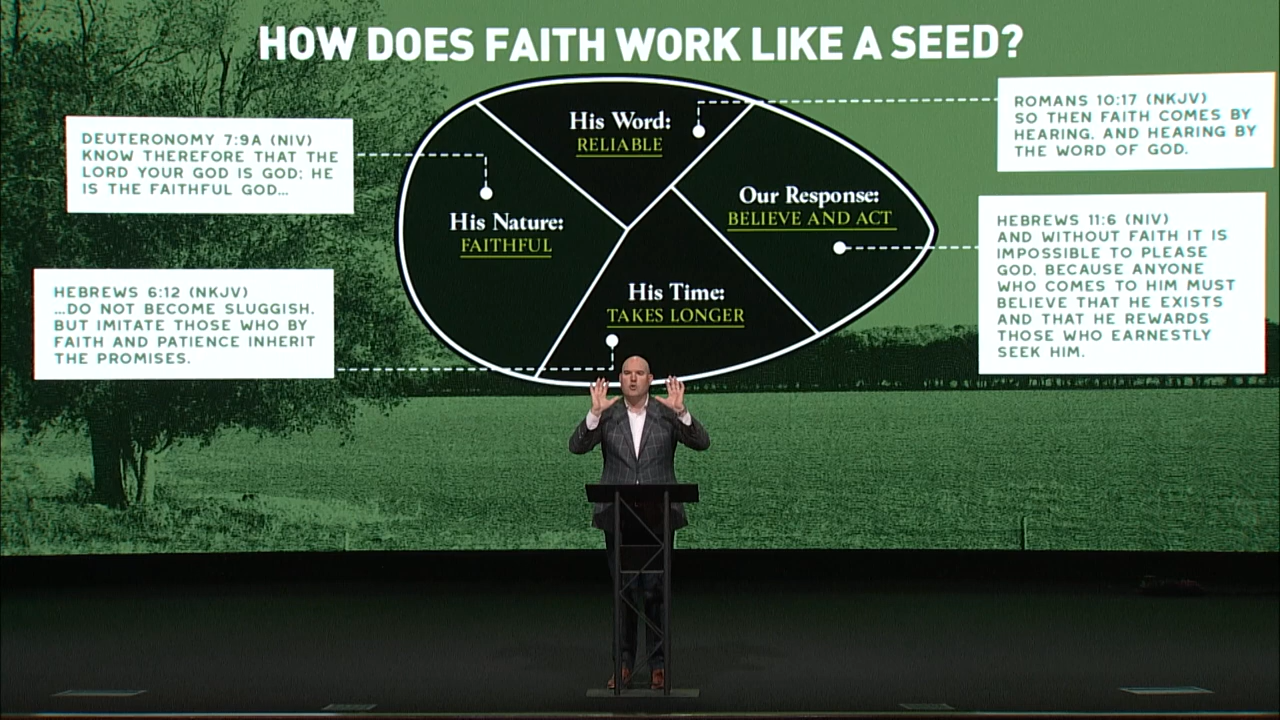 HOW DOES FAITH WORK LIKE A SEED?
DEUTERONOMY 7:9A (NIV)
KNOW THEREFORE THAT THE
LORD YOUR GOD IS GOD; HE
IS THE FAITHFUL GOD...
HEBREWS 6:12 (NKJV)
...DO NOT BECOME SLUGGISH,
BUT IMITATE THOSE WHO BY
FAITH AND PATIENCE INHERIT
THE PROMISES.
His Word:
RELIABLE
His Nature:
FAITHFUL
Our Response:
BELIEVE AND ACT
His Time:
TAKES LONGER
ROMANS 10:17 (NKJV)
SO THEN FAITH COMES BY
HEARING, AND HEARING BY
THE WORD OF GOD.
HEBREWS 11:6 (NIV)
AND WITHOUT FAITH IT IS
IMPOSSIBLE TO PLEASE
GOD, BECAUSE ANYONE
WHO COMES TO HIM MUST
BELIEVE THAT HE EXISTS
AND THAT HE REWARDS
THOSE WHO EARNESTLY
SEEK HIM.